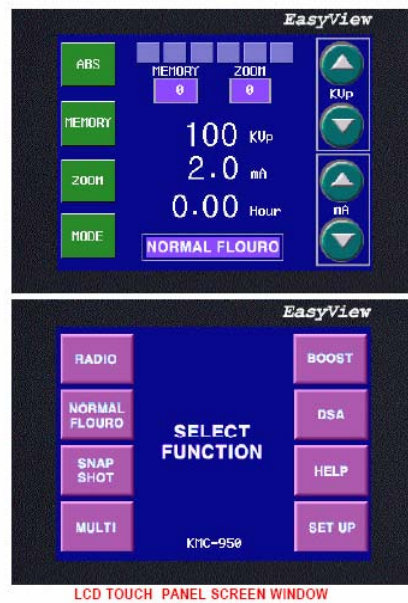 EasyView
ABS
MEMORY ZOOM
0 0
KVp
MEMORY
100 KVp
ZOOM
2.0 mA
mA
0.00 Hour
MODE
NORMAL FLOURO
EasyView
RADIO
BOOST
NORMAL
FLOURO
DSA
SELECT
FUNCTION
SNAP
SHOT
HELP
MULTI
SET UP
KMC-950
LCD TOUCH PANEL SCREEN WINDOW